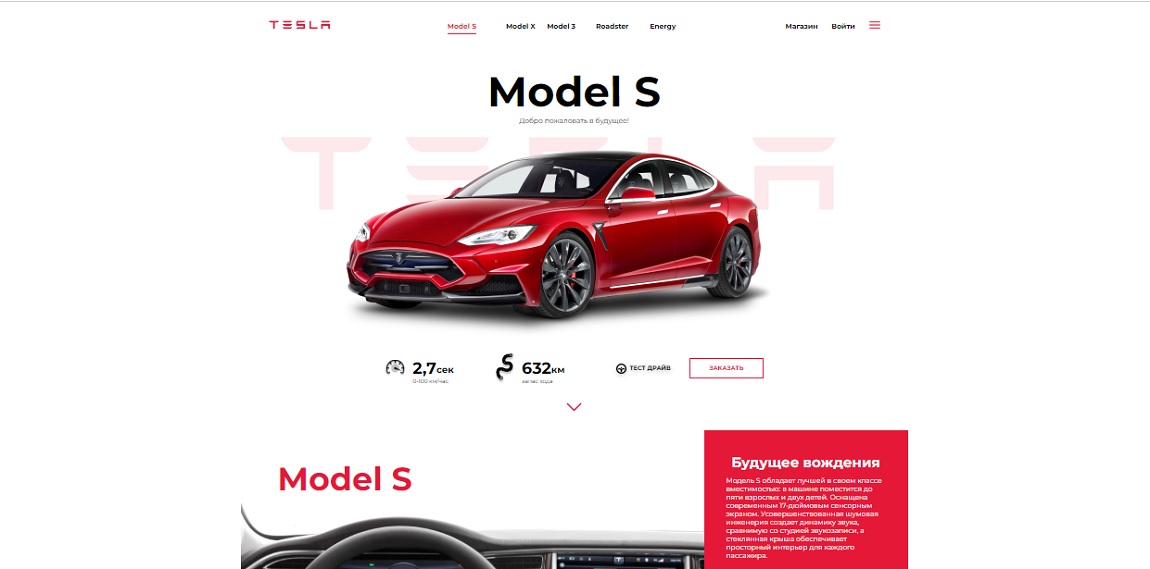 TESLA
Model S Model X Model 3 Roadster Energy
Магазин Войти
Model S
Добро пожаловать в будущее!
TESLA
2,7сек
0-100 км/час
632км
запас хода
ТЕСТ ДРАЙВ
ЗАКАЗАТЬ
Model S
Будущее вождения
Модель S обладает лучшей в своем классе
вместимостью: в машине поместится до
пяти взрослых и двух детей. Оснащена
современным 17-дюймовым сенсорным
экраном. Усовершенствованная шумовая
инженерия создает динамику звука,
сравнимую со студией звукозаписи, а
стеклянная крыша обеспечивает
просторный интерьер для каждого
пассажира.